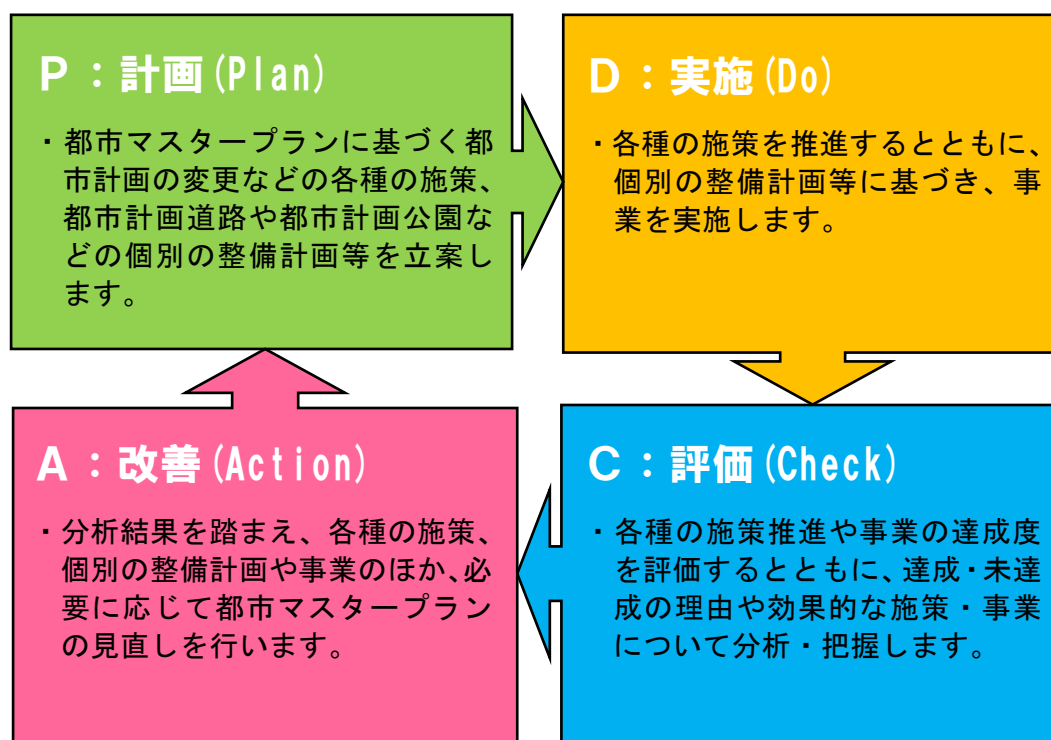 P：計画(Plan)
・都市マスタープランに基づく都
市計画の変更などの各種の施策、
都市計画道路や都市計画公園な
どの個別の整備計画等を立案し
ます。
D：実施(Do)
・各種の施策を推進するとともに、
個別の整備計画等に基づき、事
業を実施します。
A：改善(Action)
・分析結果を踏まえ、各種の施策、
個別の整備計画や事業のほか、必
要に応じて都市マスタープラン
の見直しを行います。
C：評価(Check)
・各種の施策推進や事業の達成度
を評価するとともに、達成・未達
成の理由や効果的な施策・事業
について分析・把握します。